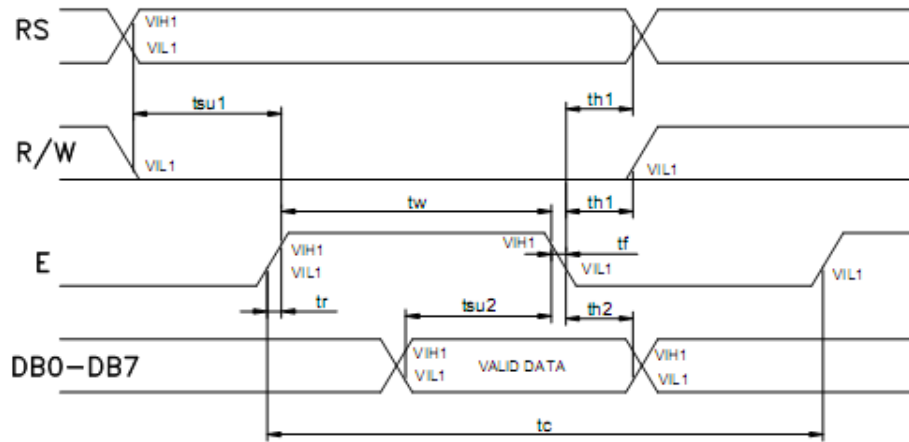 RS
VIH1
VIL1
tsu1
th1
R/W
VIL1
VIL1
tw
th1
E
VIH1
VIL1
VIH1
tf
VIL1
VIL1
tr
tsu2
th2
DB0-DB7
VIH1
VIL1
VALID DATA
VIH1
VIL1
tc